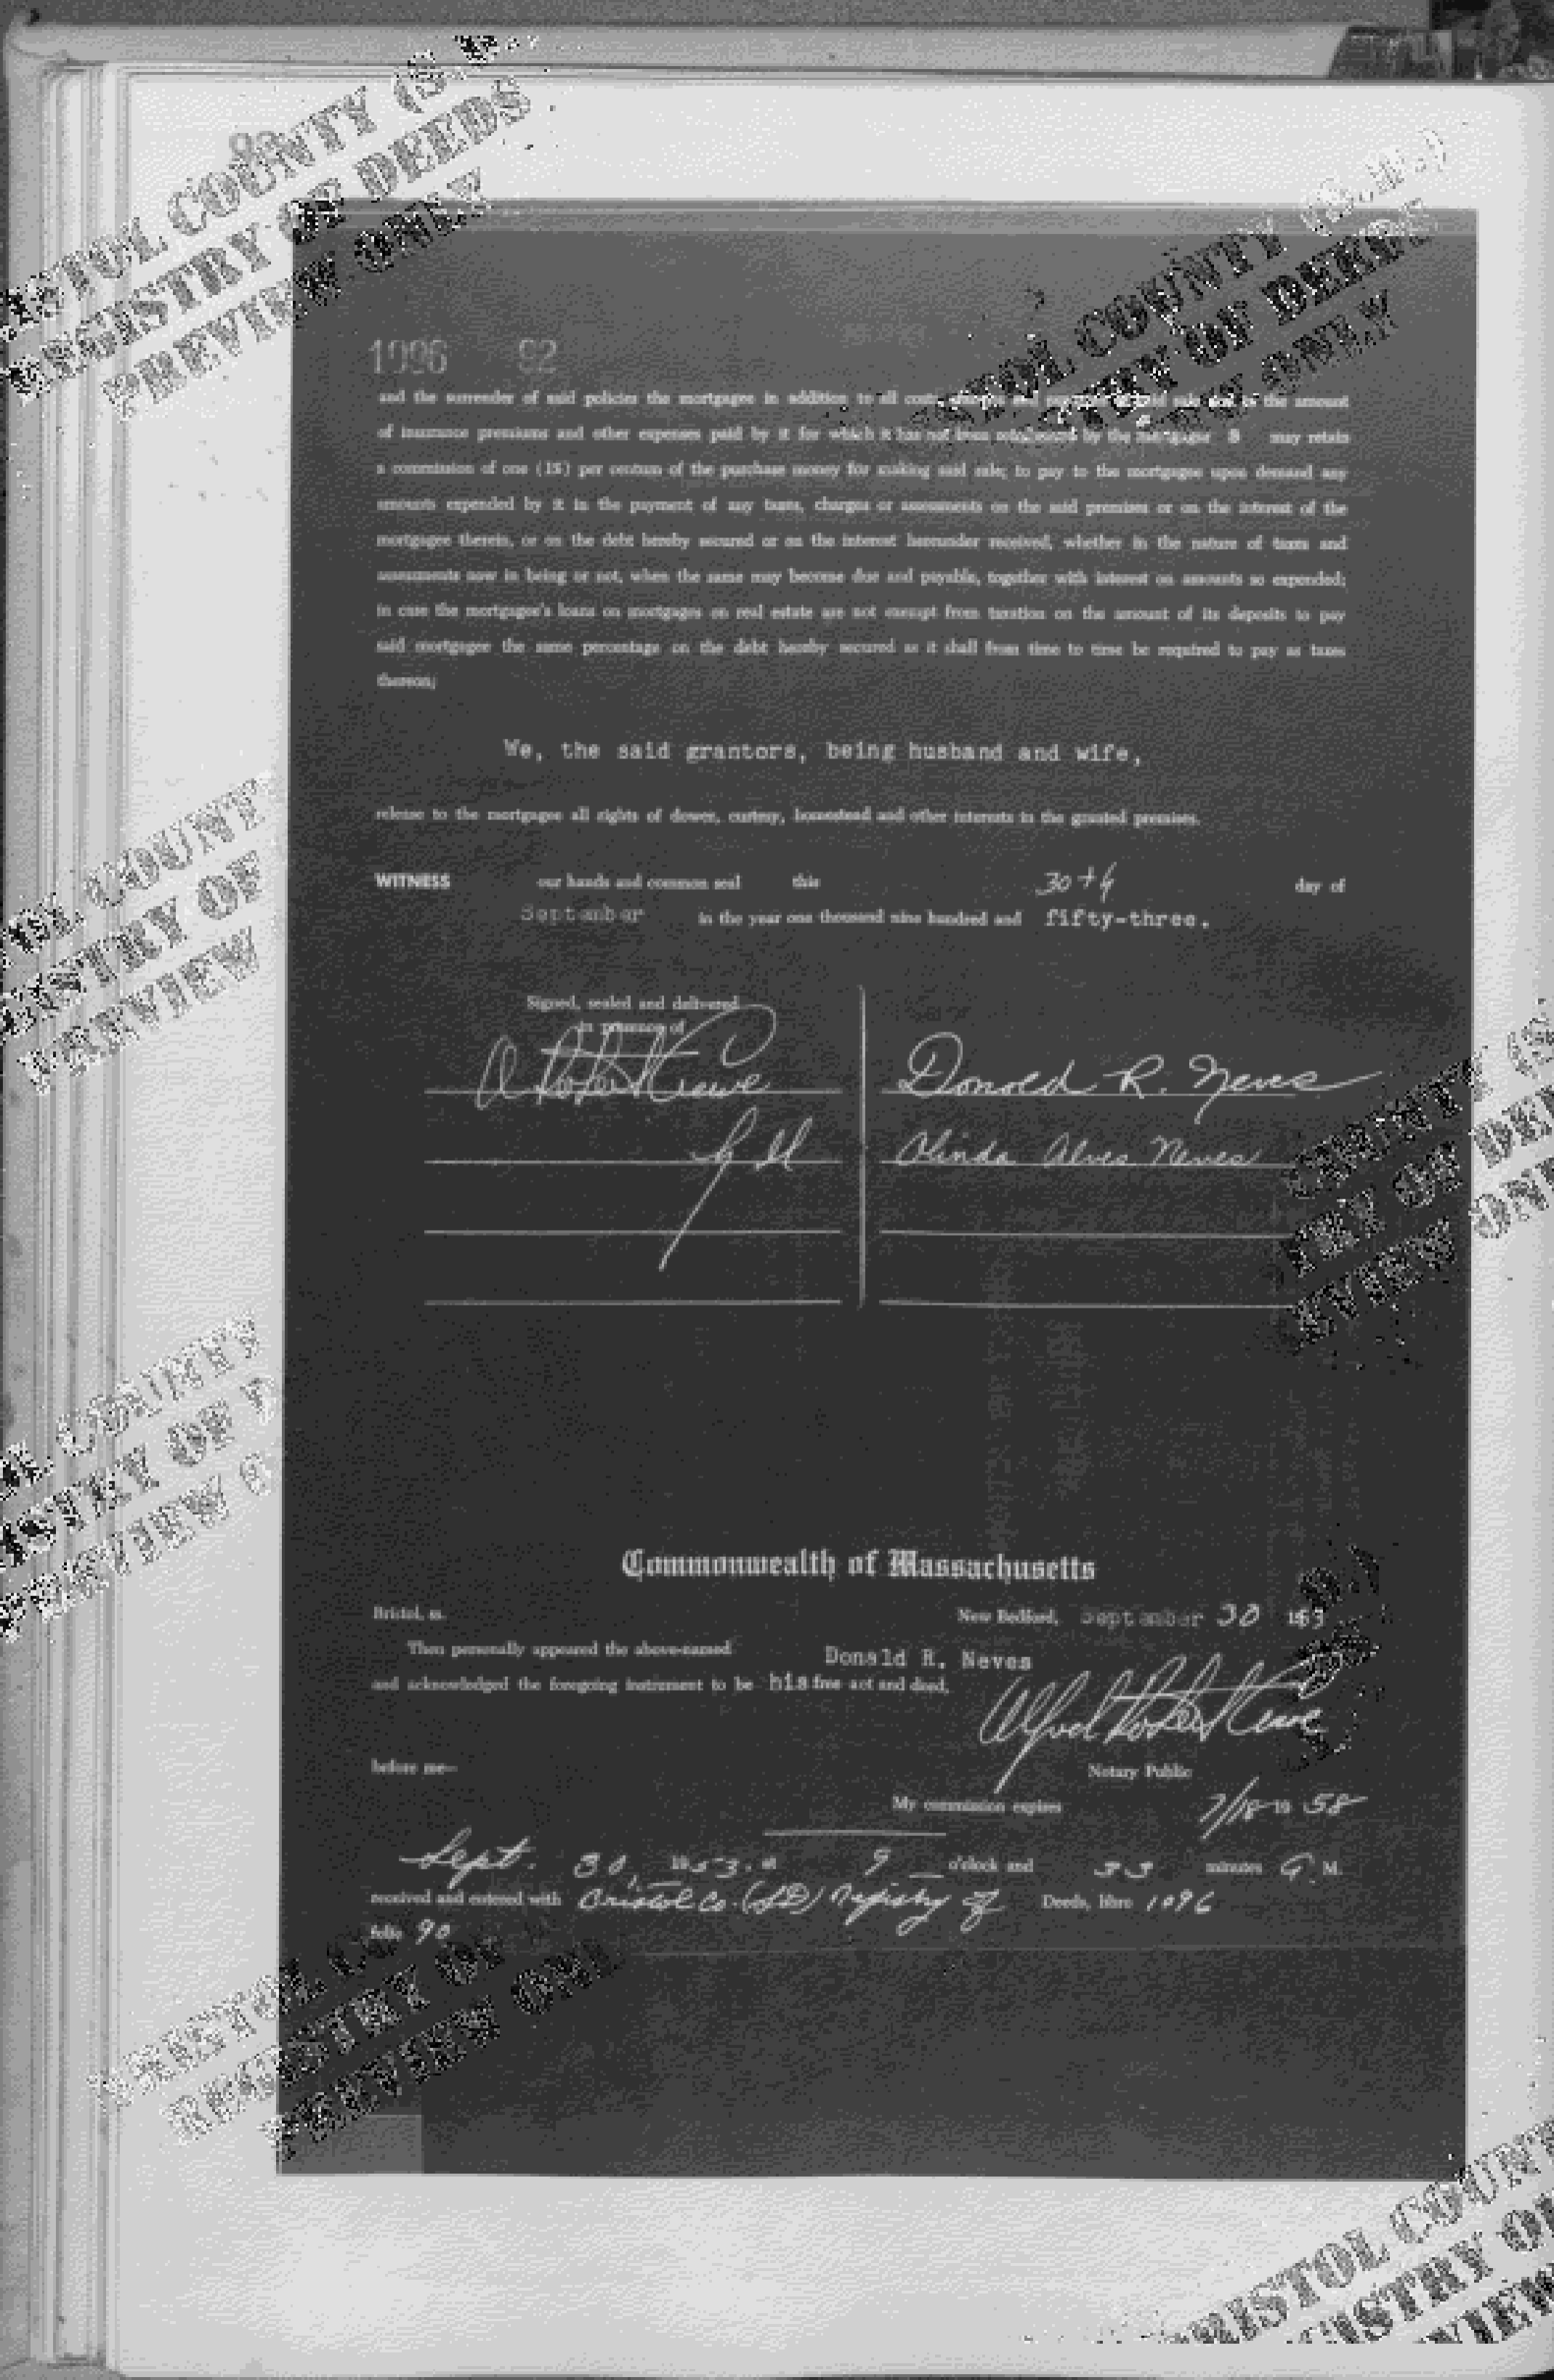 1096 92
and the surrender of said policies the mortgagee in addition to all costs said sale the amount
of insurance premiums and other expenses paid by it for which it has not been reimbursed by the mortgagor s may retain
a commission of one (1%) per centum of the purchase money for making said sale; to pay to the mortgagee upon demand any
amounts expended by it in the payment of any taxes, charges or assessments on the said premises or on the interest of the
mortgagee therein, or on the debt hereby secured or on the interest hereunder received, whether in the nature of taxes and
assessments now in being or not, when the same may become due and payable, together with interest on amounts so expended;
in case the mortgagee's loans on mortgages on real estate are not exempt from taxation on the amount of its deposits to pay
said mortgagee the same percentage on the debt hereby secured as it shall from time to time be required to pay as taxes
thereon;
We, the said grantors, being husband and wife,
release to the mortgagee all rights of dower, curtesy, homestead and other interests in the granted premises.
WITNESS our hands and common seal this 30th day of
September in the year one thousand nine hundred and fifty-three.
Signed, sealed and delivered
in presence of
Donald R. Neves
Olinda Alves Neves
Commonwealth of Massachusetts
Bristol, ss. New Bedford, September 30 1953
Then personally appeared the above-named Donald R. Neves
and acknowledged the foregoing instrument to be his free act and deed,
before me—
Notary Public
My commission expires 7/18 19 58
Sept. 30, 1953. at 9 o'clock and 33 minutes A. M.
received and entered with Bristol Co. (SD) Registry of Deeds, libro 1096
folio 90
BRISTOL COUNTY (S.D.)
REGISTRY OF DEEDS
PREVIEW ONLY